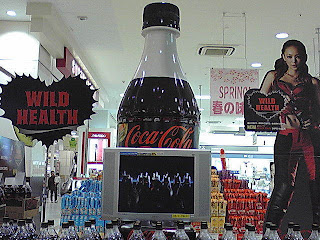 WILD
HEALTH
Coca-Cola
SPRING
春の
WILD
HEALTH